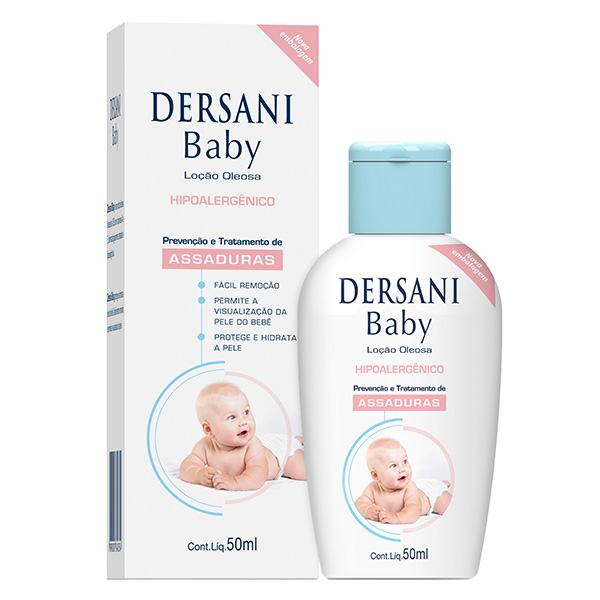 Nova
embalagem
DERSANI
Baby
Loção Oleosa
HIPOALERGÊNICO
Prevenção e Tratamento de
ASSADURAS
FÁCIL REMOÇÃO
PERMITE A
VISUALIZAÇÃO DA
PELE DO BEBÊ
PROTEGE E HIDRATA
A PELE
Cont.Líq.50ml
DERSANI
Baby
Nova
embalagem
DERSANI
Baby
Loção Oleosa
HIPOALERGÊNICO
Prevenção e Tratamento de
ASSADURAS
Cont.Líq.50ml